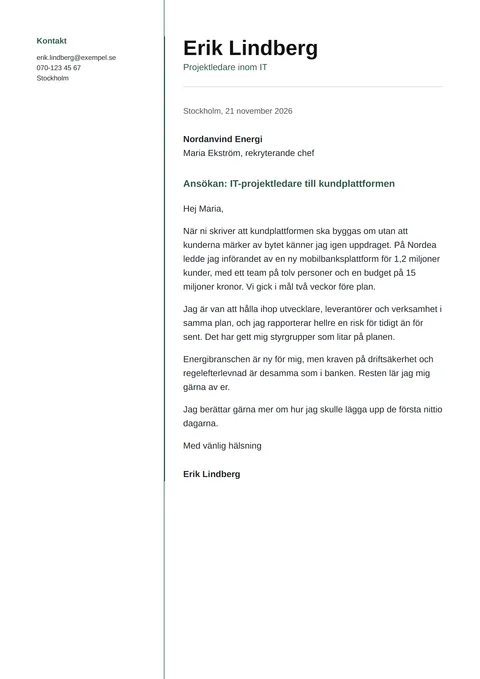 Kontakt
erik.lindberg@exempel.se
070-123 45 67
Stockholm
Erik Lindberg
Projektledare inom IT
Stockholm, 21 november 2026
Nordanvind Energi
Maria Ekström, rekryterande chef
Ansökan: IT-projektledare till kundplattformen
Hej Maria,
När ni skriver att kundplattformen ska byggas om utan att
kunderna märker av bytet känner jag igen uppdraget. På Nordea
ledde jag införandet av en ny mobilbanksplattform för 1,2 miljoner
kunder, med ett team på tolv personer och en budget på 15
miljoner kronor. Vi gick i mål två veckor före plan.
Jag är van att hålla ihop utvecklare, leverantörer och verksamhet i
samma plan, och jag rapporterar hellre en risk för tidigt än för
sent. Det har gett mig styrgrupper som litar på planen.
Energibranschen är ny för mig, men kraven på driftsäkerhet och
regelefterlevnad är desamma som i banken. Resten lär jag mig
gärna av er.
Jag berättar gärna mer om hur jag skulle lägga upp de första nittio
dagarna.
Med vänlig hälsning
Erik Lindberg